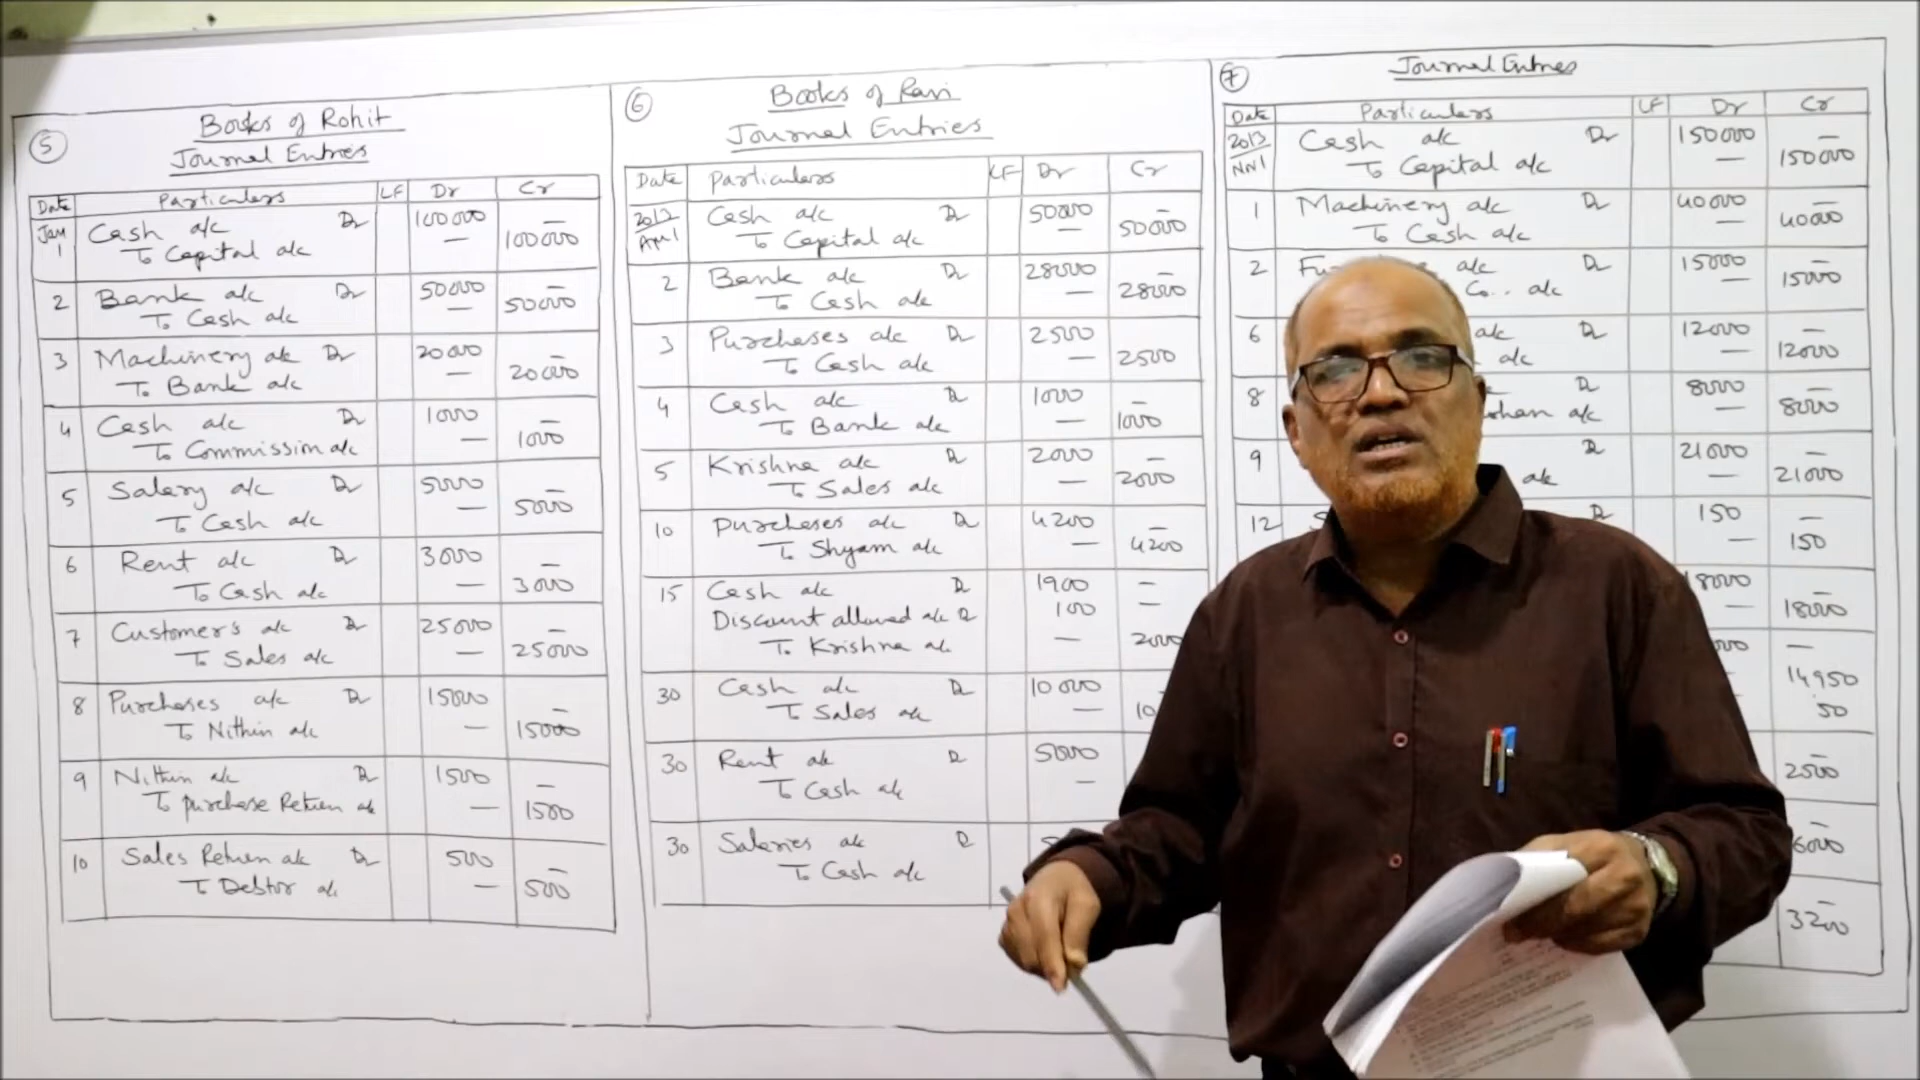 5
Books of Rohit
Journal Entries
Date Particulars LF Dr Cr
Jan 1 Cash a/c Dr 100000 —
To Capital a/c — 100000
2 Bank a/c Dr 50000 —
To Cash a/c — 50000
3 Machinery a/c Dr 20000 —
To Bank a/c — 20000
4 Cash a/c Dr 1000 —
To Commission a/c — 1000
5 Salary a/c Dr 5000 —
To Cash a/c — 5000
6 Rent a/c Dr 3000 —
To Cash a/c — 3000
7 Customer's a/c Dr 25000 —
To Sales a/c — 25000
8 Purchases a/c Dr 15000 —
To Nithin a/c — 15000
9 Nithin a/c Dr 1500 —
To purchase Return a/c — 1500
10 Sales Return a/c Dr 500 —
To Debtor a/c — 500
6
Books of Ravi
Journal Entries
Date Particulars LF Dr Cr
Cash a/c Dr 50000 —
To Capital a/c — 50000
2 Bank a/c Dr 28000 —
To Cash a/c — 28000
3 Purchases a/c Dr 2500 —
To Cash a/c — 2500
4 Cash a/c Dr 1000 —
To Bank a/c — 1000
5 Krishna a/c Dr 2000 —
To Sales a/c — 2000
10 Purchases a/c Dr 4200 —
To Shyam a/c — 4200
15 Cash a/c Dr 1900 —
Discount allowed a/c Dr 100 —
To Krishna a/c — 2000
30 Cash a/c Dr 10000
To Sales a/c — 10
30 Rent a/c Dr 5000
To Cash a/c —
30 Salaries a/c Dr
To Cash a/c
7
Journal Entries
Date Particulars LF Dr Cr
2013 Cash a/c Dr 150000 —
To Capital a/c — 150000
1 Machinery a/c Dr 40000 —
To Cash a/c — 40000
2 a/c Dr 15000 —
a/c — 15000
6 a/c Dr 12000 —
a/c — 12000
8 Dr 8000 —
a/c — 8000
9 Dr 21000 —
a/c — 21000
12 Dr 150 —
— 150
18000 —
— 18000
—
14950
50
2500
6000
3200